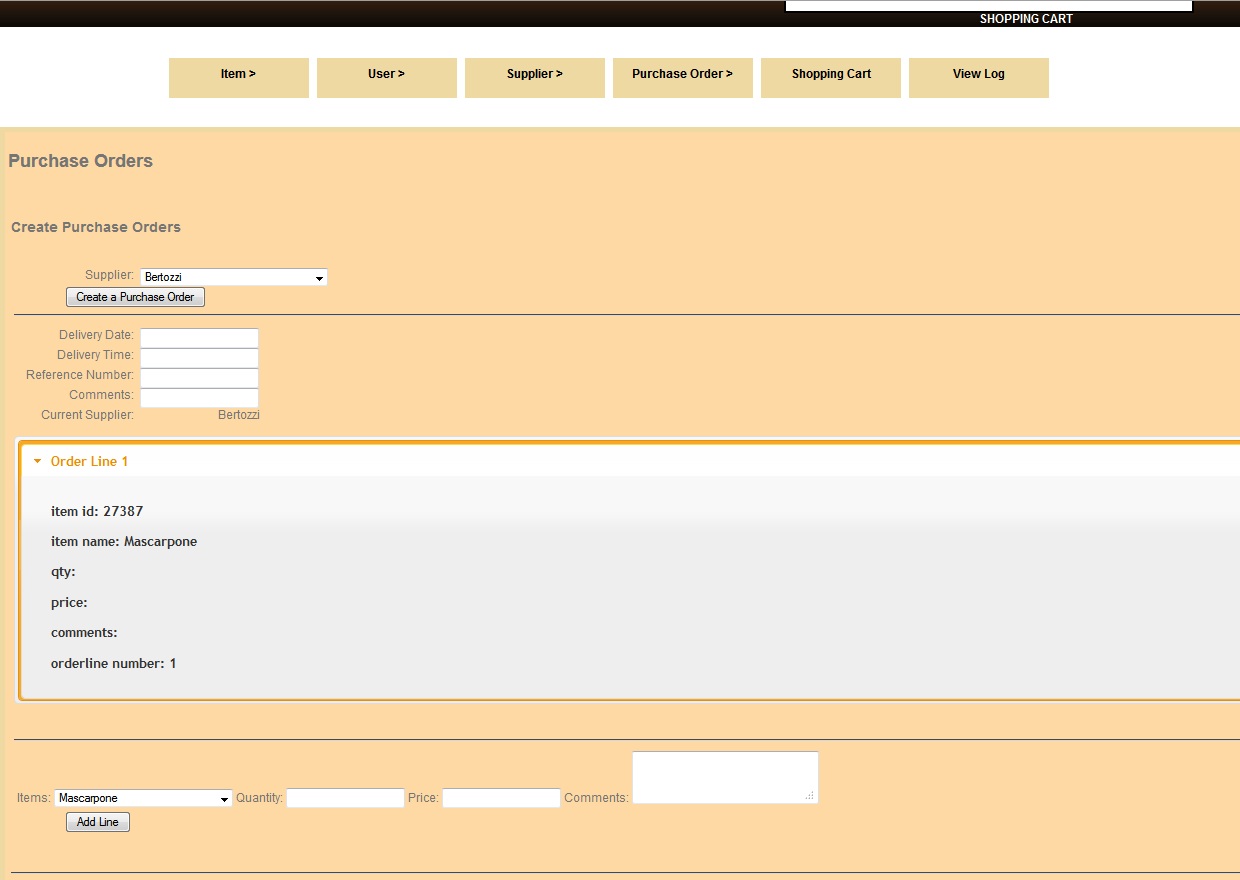 SHOPPING CART
Item > User > Supplier > Purchase Order > Shopping Cart View Log
Purchase Orders
Create Purchase Orders
Supplier: Bertozzi
Create a Purchase Order
Delivery Date:
Delivery Time:
Reference Number:
Comments:
Current Supplier: Bertozzi
Order Line 1
item id: 27387
item name: Mascarpone
qty:
price:
comments:
orderline number: 1
Items: Mascarpone Quantity: Price: Comments:
Add Line